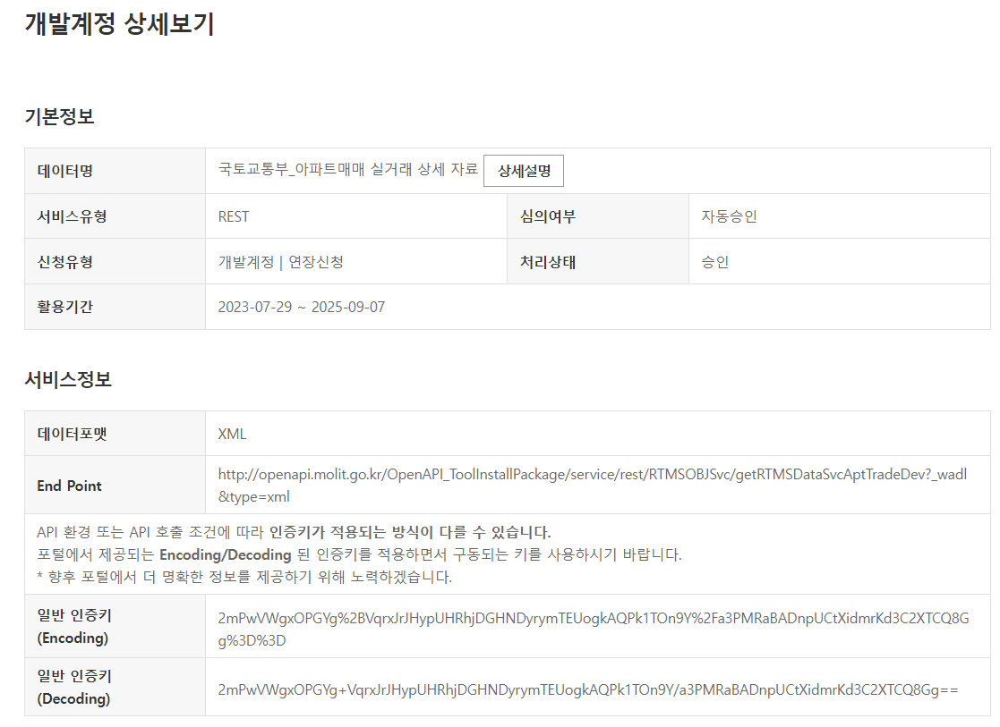 개발계정 상세보기
기본정보
데이터명 국토교통부_아파트매매 실거래 상세 자료 상세설명
서비스유형 REST 심의여부 자동승인
신청유형 개발계정 | 연장신청 처리상태 승인
활용기간 2023-07-29 ~ 2025-09-07
서비스정보
데이터포맷 XML
End Point http://openapi.molit.go.kr/OpenAPI_ToolInstallPackage/service/rest/RTMSOBJSvc/getRTMSDataSvcAptTradeDev?_wadl
&type=xml
API 환경 또는 API 호출 조건에 따라 인증키가 적용되는 방식이 다를 수 있습니다.
포털에서 제공되는 Encoding/Decoding 된 인증키를 적용하면서 구동되는 키를 사용하시기 바랍니다.
* 향후 포털에서 더 명확한 정보를 제공하기 위해 노력하겠습니다.
일반 인증키
(Encoding)
2mPwVWgxOPGYg%2BVqrxJrJHypUHRhjDGHNDyrymTEUogkAQPk1TOn9Y%2Fa3PMRaBADnpUCtXidmrKd3C2XTCQ8G
g%3D%3D
일반 인증키
(Decoding)
2mPwVWgxOPGYg+VqrxJrJHypUHRhjDGHNDyrymTEUogkAQPk1TOn9Y/a3PMRaBADnpUCtXidmrKd3C2XTCQ8Gg==